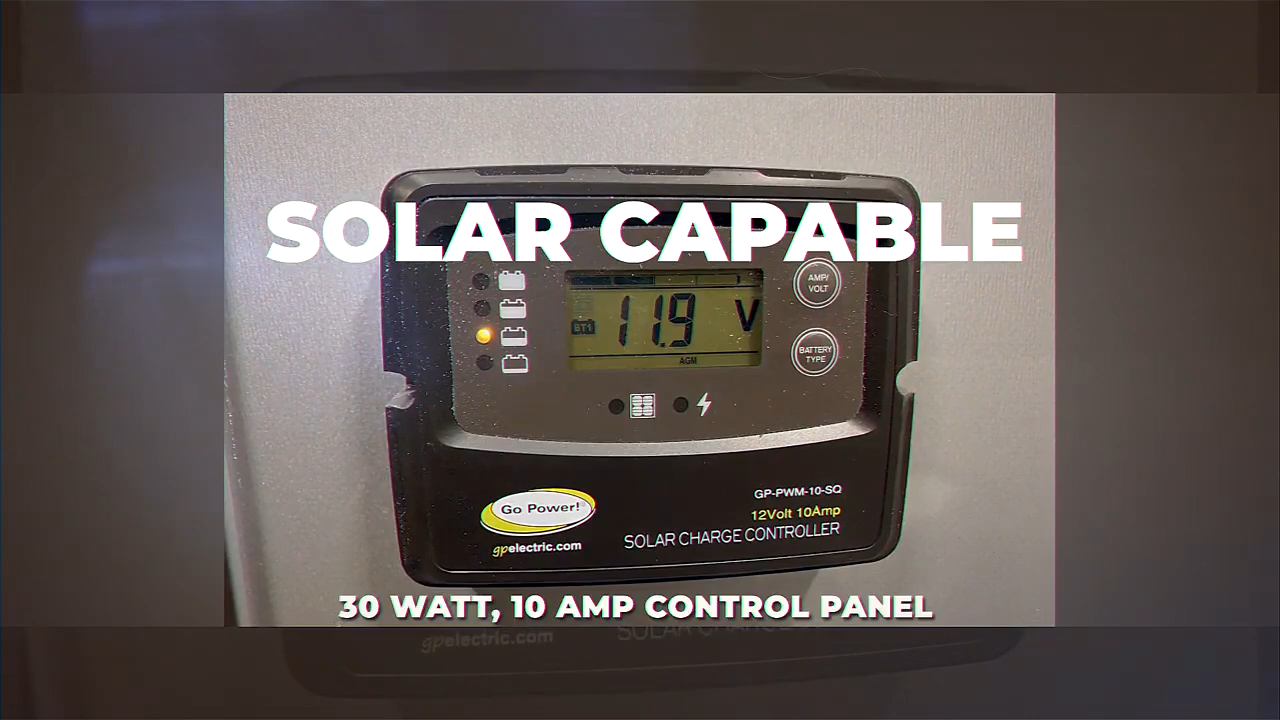 SOLAR CAPABLE
AMP/
VOLT
11.9 V
BT1
BATTERY
TYPE
AGM
GP-PWM-10-SQ
Go Power!
12Volt 10Amp
SOLAR CHARGE CONTROLLER
gpelectric.com
30 WATT, 10 AMP CONTROL PANEL
gpelectric.com